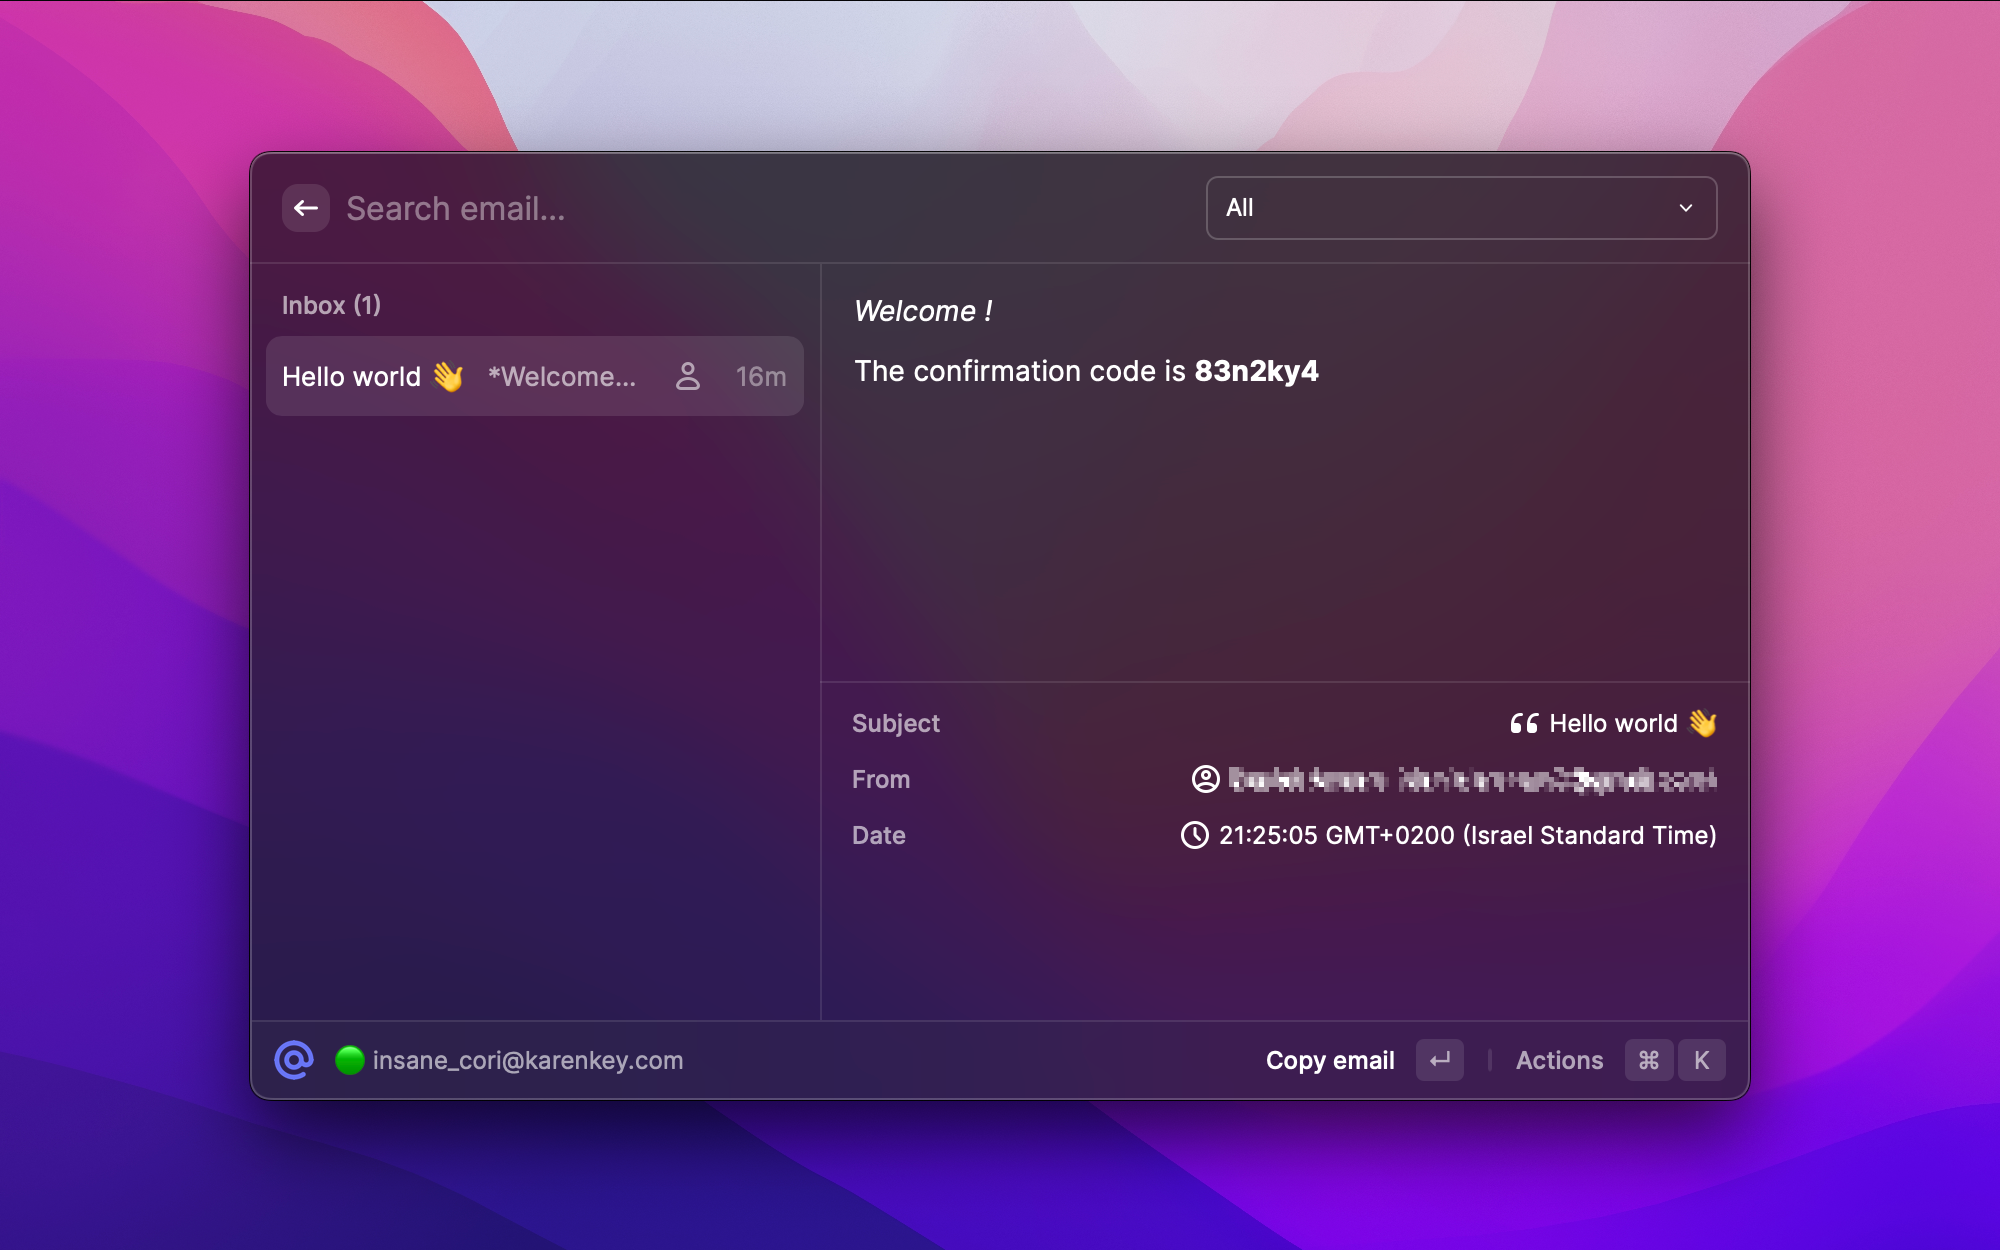 Search email...
All
Inbox (1)
Hello world 👋 *Welcome... 16m
Welcome !
The confirmation code is 83n2ky4
Subject Hello world 👋
From
Date 21:25:05 GMT+0200 (Israel Standard Time)
insane_cori@karenkey.com
Copy email ↵ | Actions ⌘ K